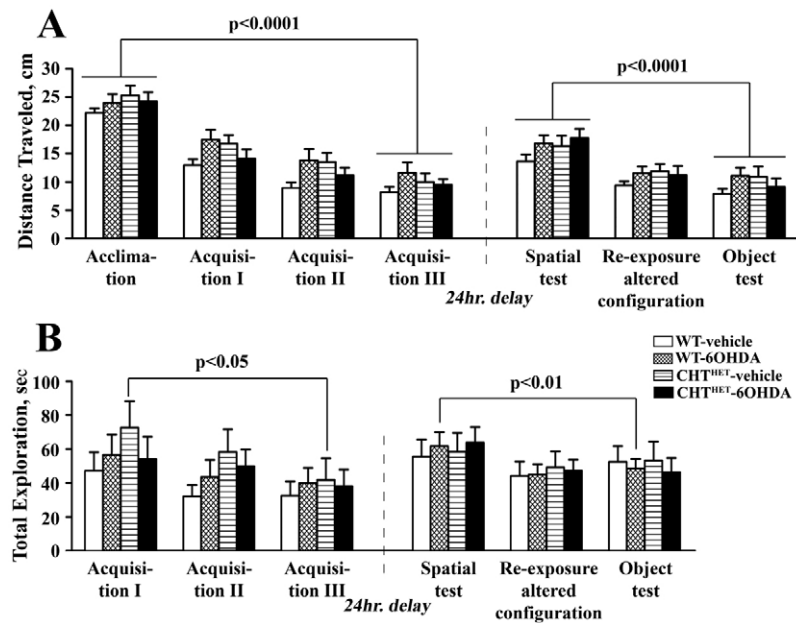 A
p<0.0001
p<0.0001
Distance Traveled, cm
30
25
20
15
10
5
0
Acclima-
tion
Acquisi-
tion I
Acquisi-
tion II
Acquisi-
tion III
24hr. delay
Spatial
test
Re-exposure
altered
configuration
Object
test
B
WT-vehicle
WT-6OHDA
CHTHET-vehicle
CHTHET-6OHDA
p<0.05
p<0.01
Total Exploration, sec
100
80
60
40
20
0
Acquisi-
tion I
Acquisi-
tion II
Acquisi-
tion III
24hr. delay
Spatial
test
Re-exposure
altered
configuration
Object
test